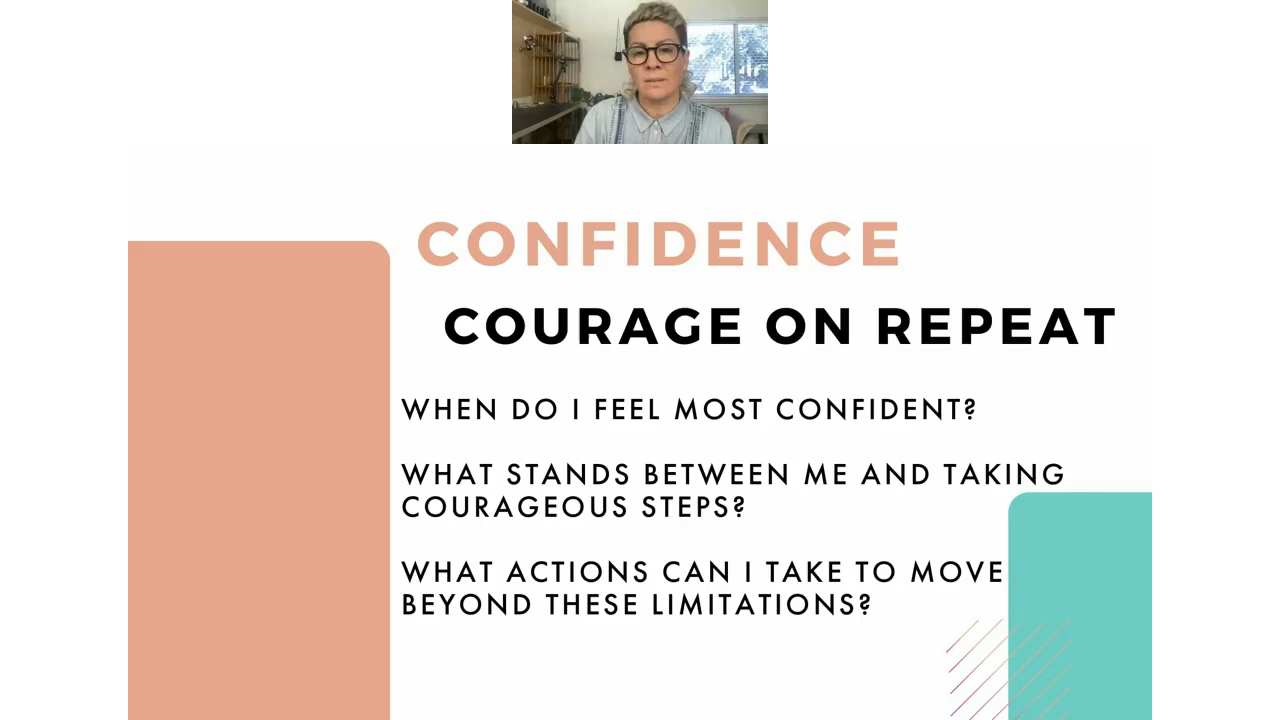 CONFIDENCE
COURAGE ON REPEAT
WHEN DO I FEEL MOST CONFIDENT?
WHAT STANDS BETWEEN ME AND TAKING
COURAGEOUS STEPS?
WHAT ACTIONS CAN I TAKE TO MOVE
BEYOND THESE LIMITATIONS?